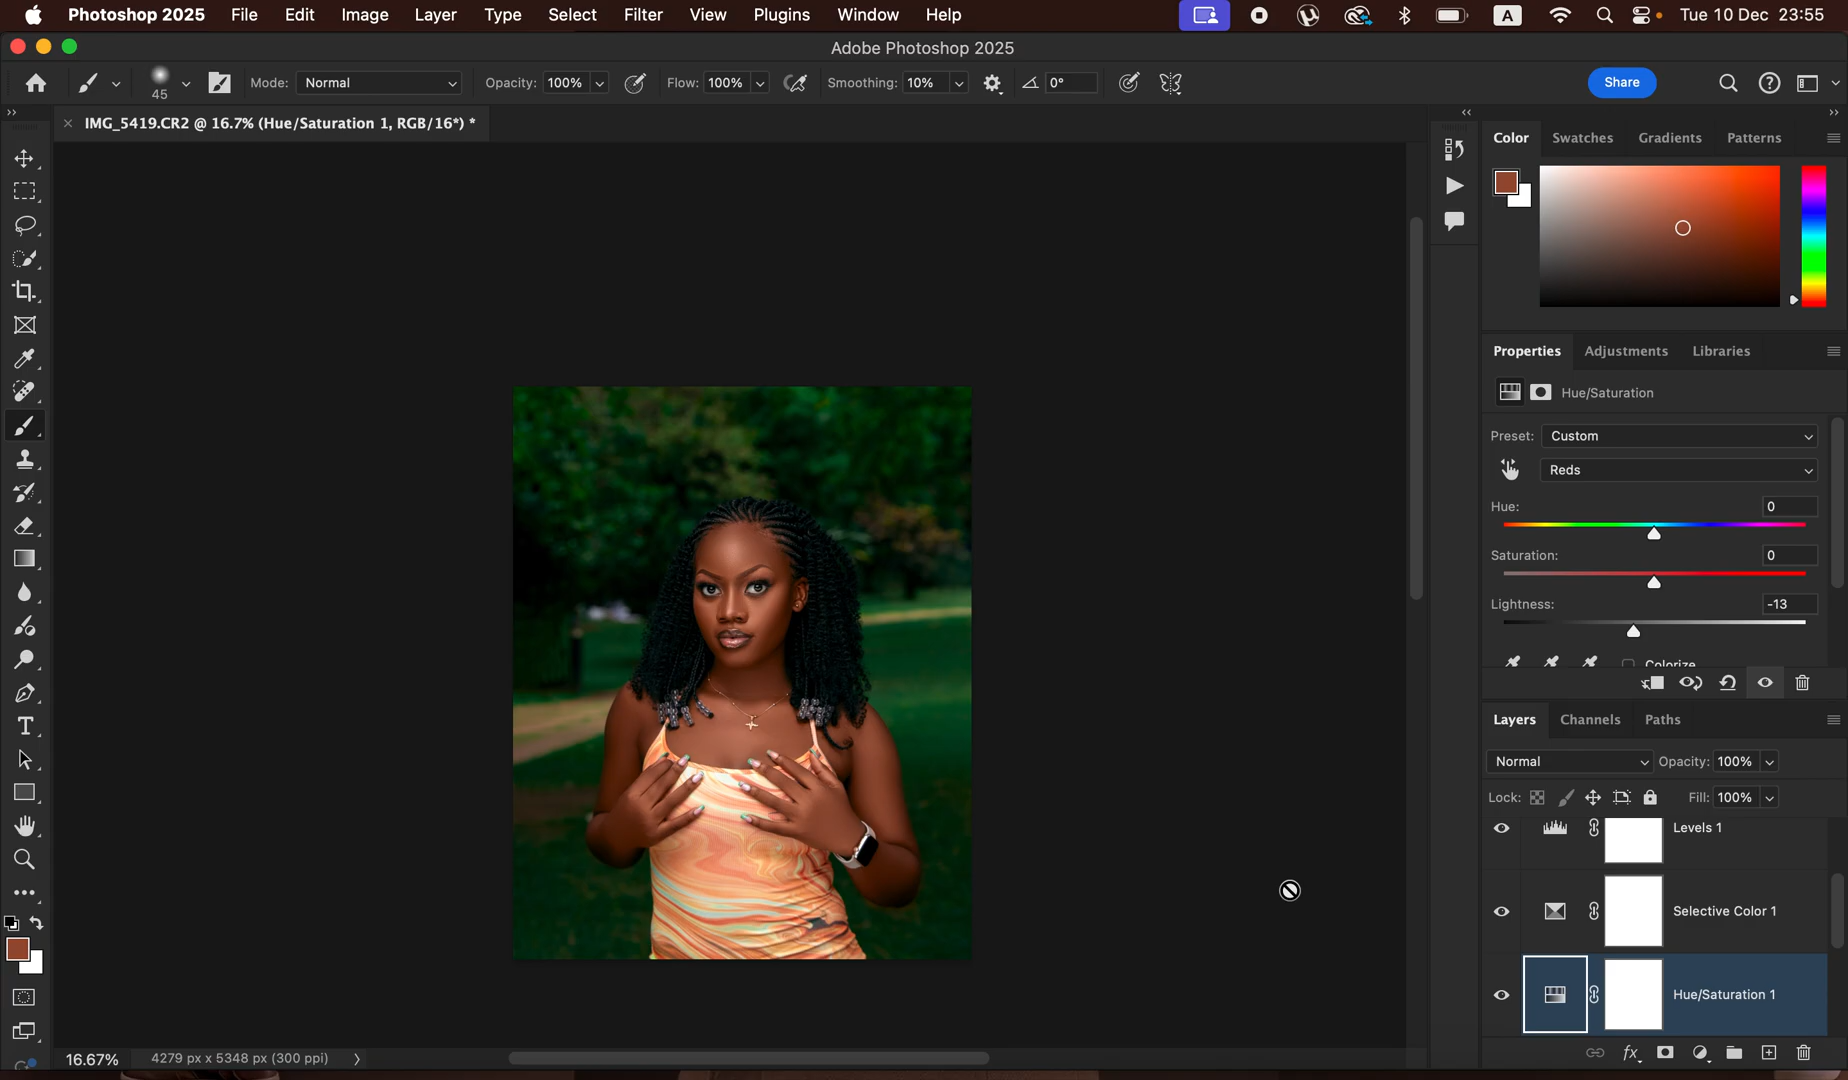 Photoshop 2025 File Edit Image Layer Type Select Filter View Plugins Window Help A Tue 10 Dec 23:55
Adobe Photoshop 2025
45 Mode: Normal Opacity: 100% Flow: 100% Smoothing: 10% 0° Share
IMG_5419.CR2 @ 16.7% (Hue/Saturation 1, RGB/16*) *
Color Swatches Gradients Patterns
Properties Adjustments Libraries
Hue/Saturation
Preset: Custom
Reds
Hue: 0
Saturation: 0
Lightness: -13
Colorize
Layers Channels Paths
Normal Opacity: 100%
Lock: Fill: 100%
Levels 1
Selective Color 1
Hue/Saturation 1
16.67% 4279 px x 5348 px (300 ppi)